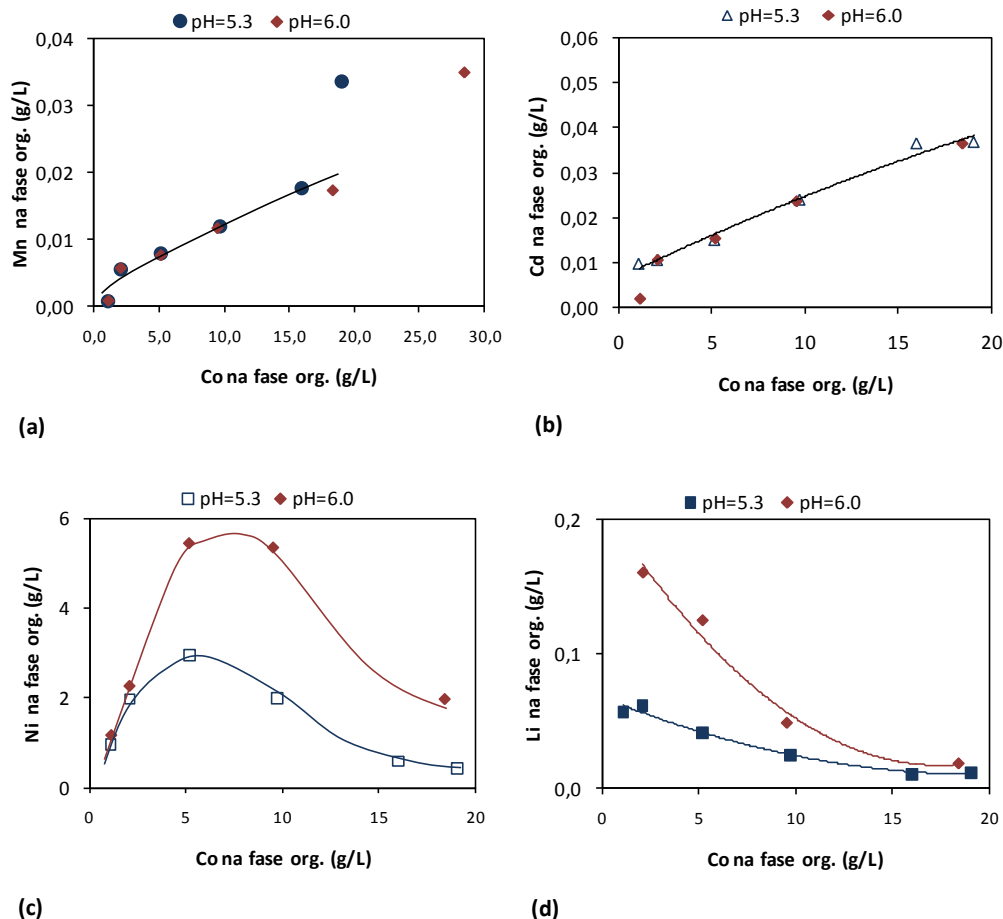 pH=5.3 pH=6.0
0,04
0,03
0,02
0,01
0,00
0,0 5,0 10,0 15,0 20,0 25,0 30,0
Mn na fase org. (g/L)
Co na fase org. (g/L)
(a)
pH=5.3 pH=6.0
0,06
0,05
0,04
0,03
0,02
0,01
0,00
0 5 10 15 20
Cd na fase org. (g/L)
Co na fase org. (g/L)
(b)
pH=5.3 pH=6.0
6
4
2
0
0 5 10 15 20
Ni na fase org. (g/L)
Co na fase org. (g/L)
(c)
pH=5.3 pH=6.0
0,2
0,1
0,0
0 5 10 15 20
Li na fase org. (g/L)
Co na fase org. (g/L)
(d)